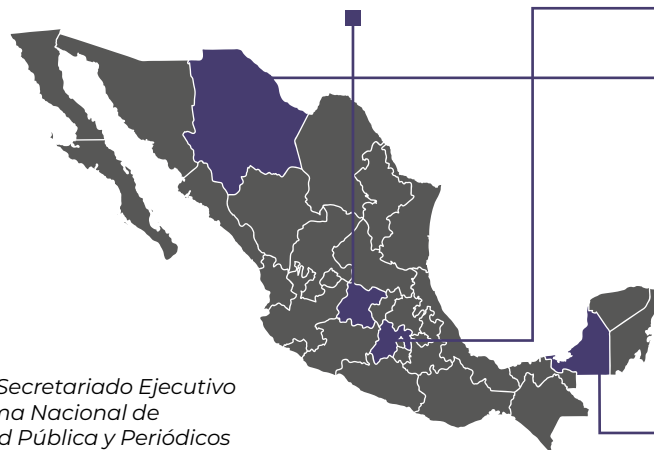 Secretariado Ejecutivo
na Nacional de
d Pública y Periódicos